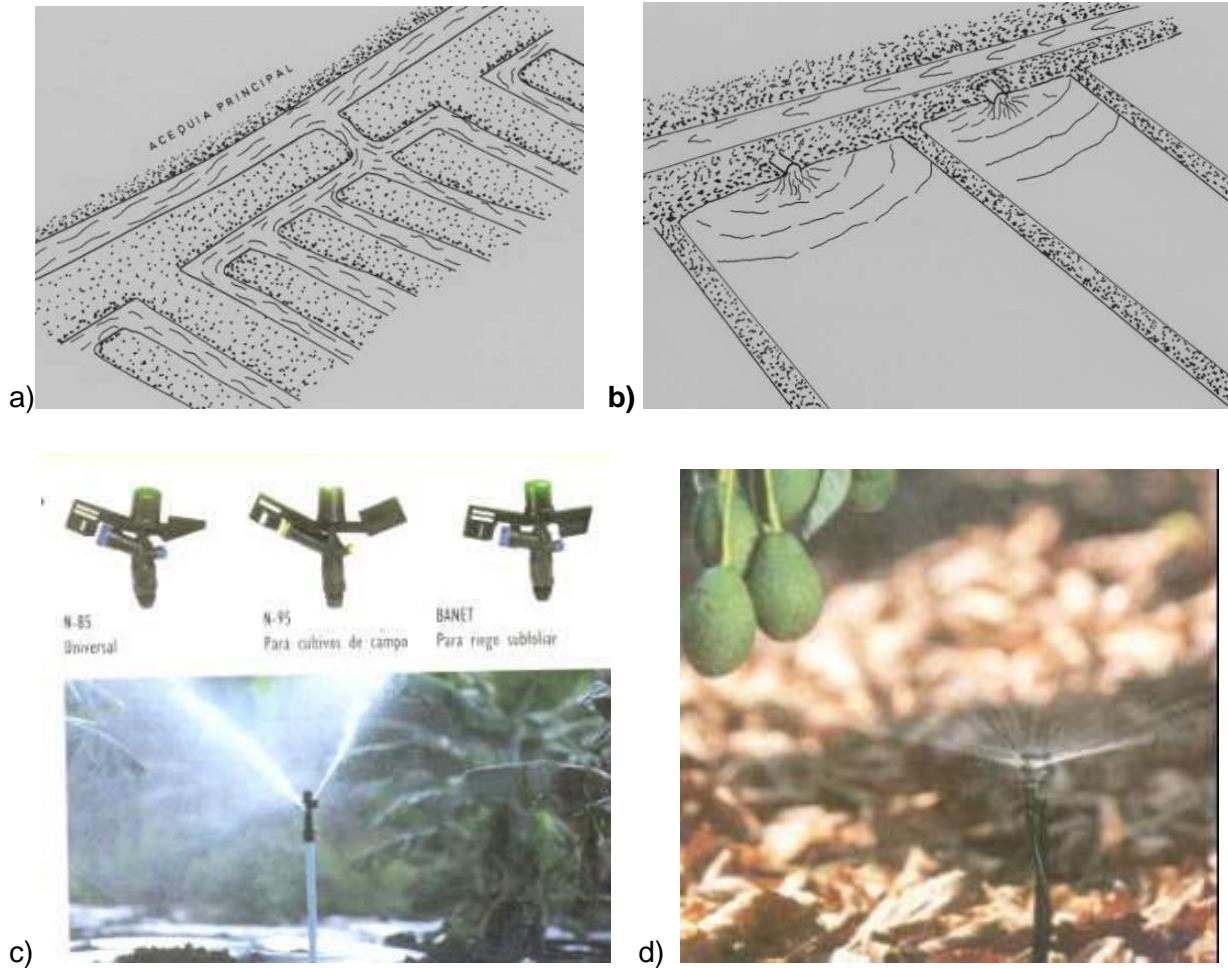 ACEQUIA PRINCIPAL
a)
b)
N-85
Universal
N-95
Para cultivos de campo
BANET
Para riego subfoliar
c)
d)